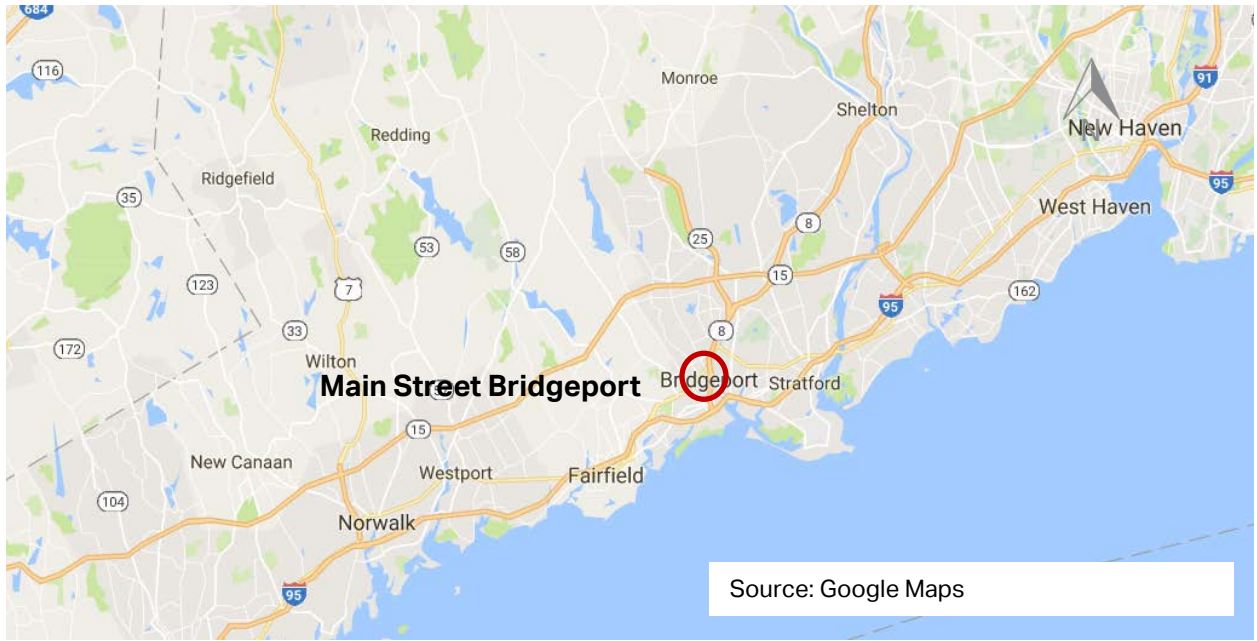 684
116
Monroe
91
Shelton
New Haven
N
Redding
Ridgefield
95
35
West Haven
8
25
53
58
15
123
7
162
95
8
33
172
Wilton
Main Street Bridgeport
Bridgeport
Stratford
15
New Canaan
Westport
Fairfield
104
Norwalk
95
Source: Google Maps